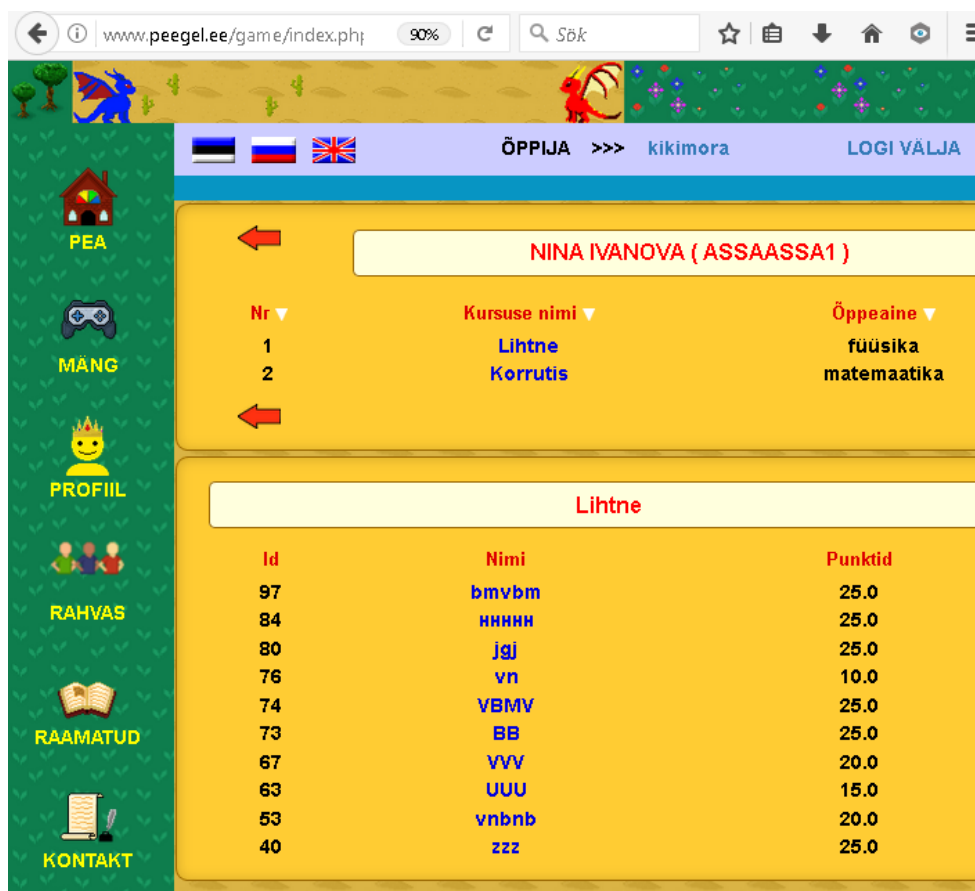 www.peegel.ee/game/index.php 90% Sök
ÕPPIJA >>> kikimora LOGI VÄLJA
PEA
MÄNG
PROFIIL
RAHVAS
RAAMATUD
KONTAKT
NINA IVANOVA ( ASSAASSA1 )
Nr Kursuse nimi Õppeaine
1 Lihtne füüsika
2 Korrutis matemaatika
Lihtne
Id Nimi Punktid
97 bmvbm 25.0
84 ннннн 25.0
80 jgj 25.0
76 vn 10.0
74 VBMV 25.0
73 BB 25.0
67 VVV 20.0
63 UUU 15.0
53 vnbnb 20.0
40 zzz 25.0